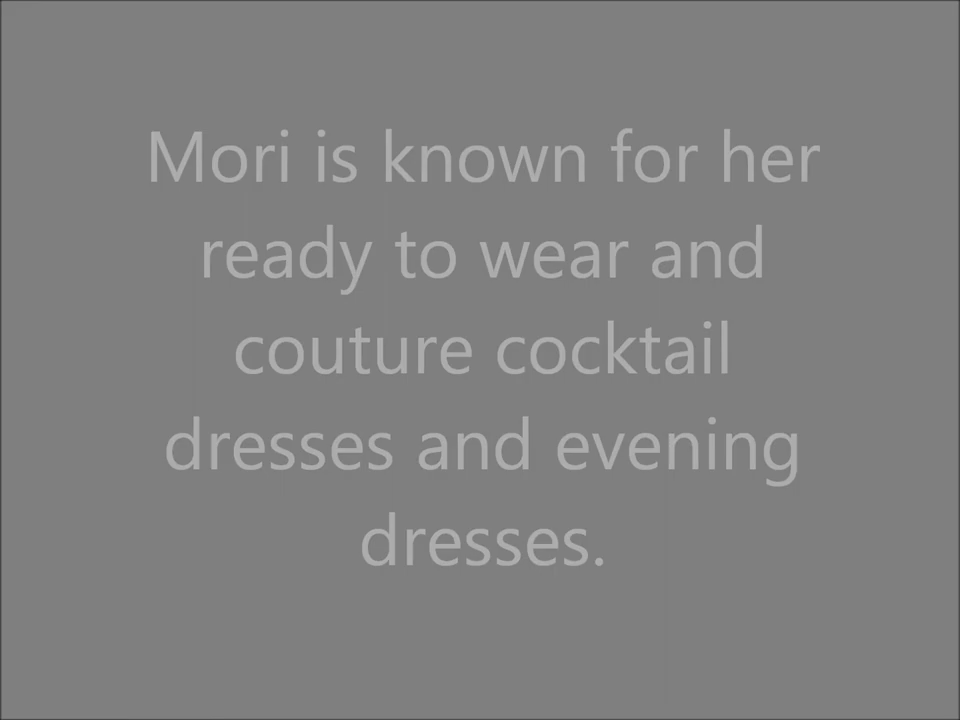 Mori is known for her
ready to wear and
couture cocktail
dresses and evening
dresses.